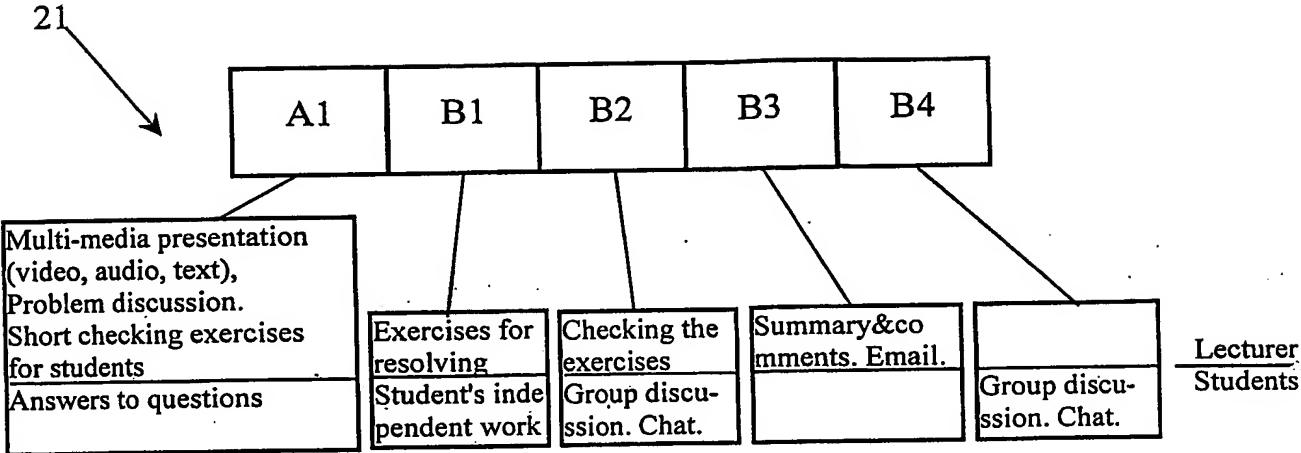 21
A1 B1 B2 B3 B4
Multi-media presentation
(video, audio, text),
Problem discussion.
Short checking exercises
for students
Answers to questions
Exercises for
resolving
Student's inde
pendent work
Checking the
exercises
Group discu-
ssion. Chat.
Summary&co
mments. Email.
Group discu-
ssion. Chat.
Lecturer
Students